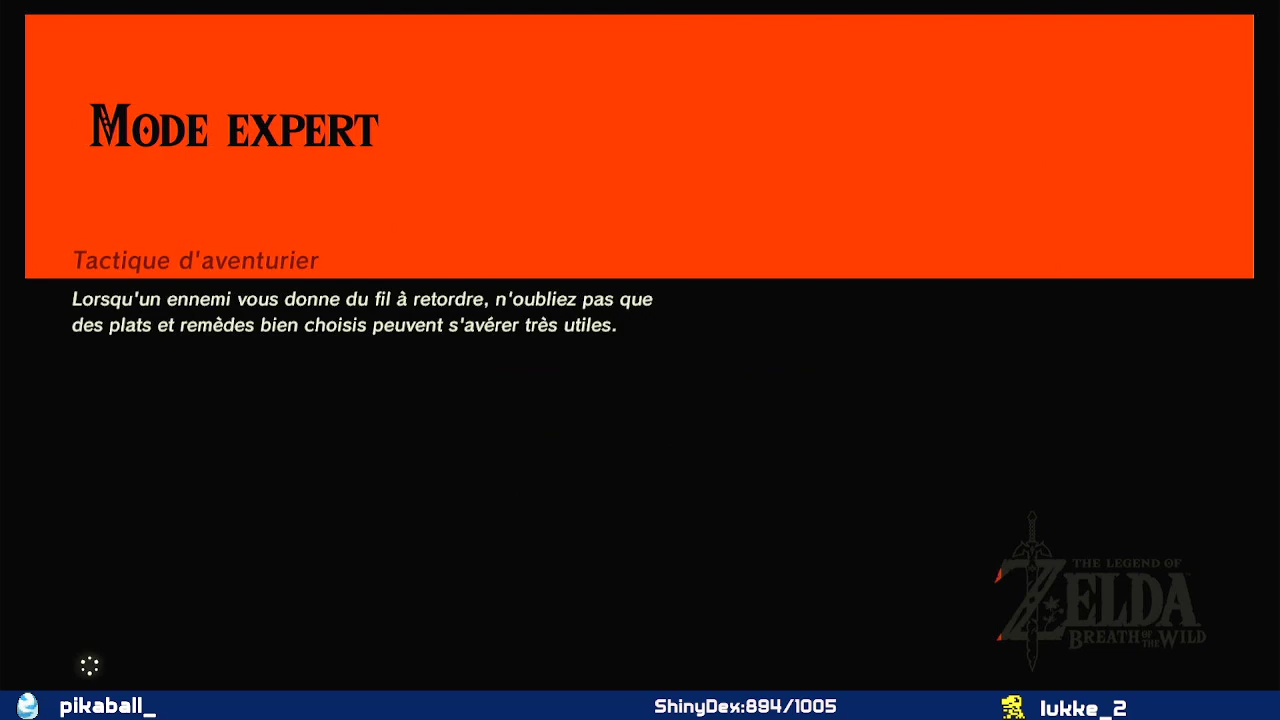 Mode expert
Tactique d'aventurier
Lorsqu'un ennemi vous donne du fil à retordre, n'oubliez pas que
des plats et remèdes bien choisis peuvent s'avérer très utiles.
THE LEGEND OF
ZELDA
BREATH OF THE WILD
pikaball_
ShinyDex:894/1005
lukke_2